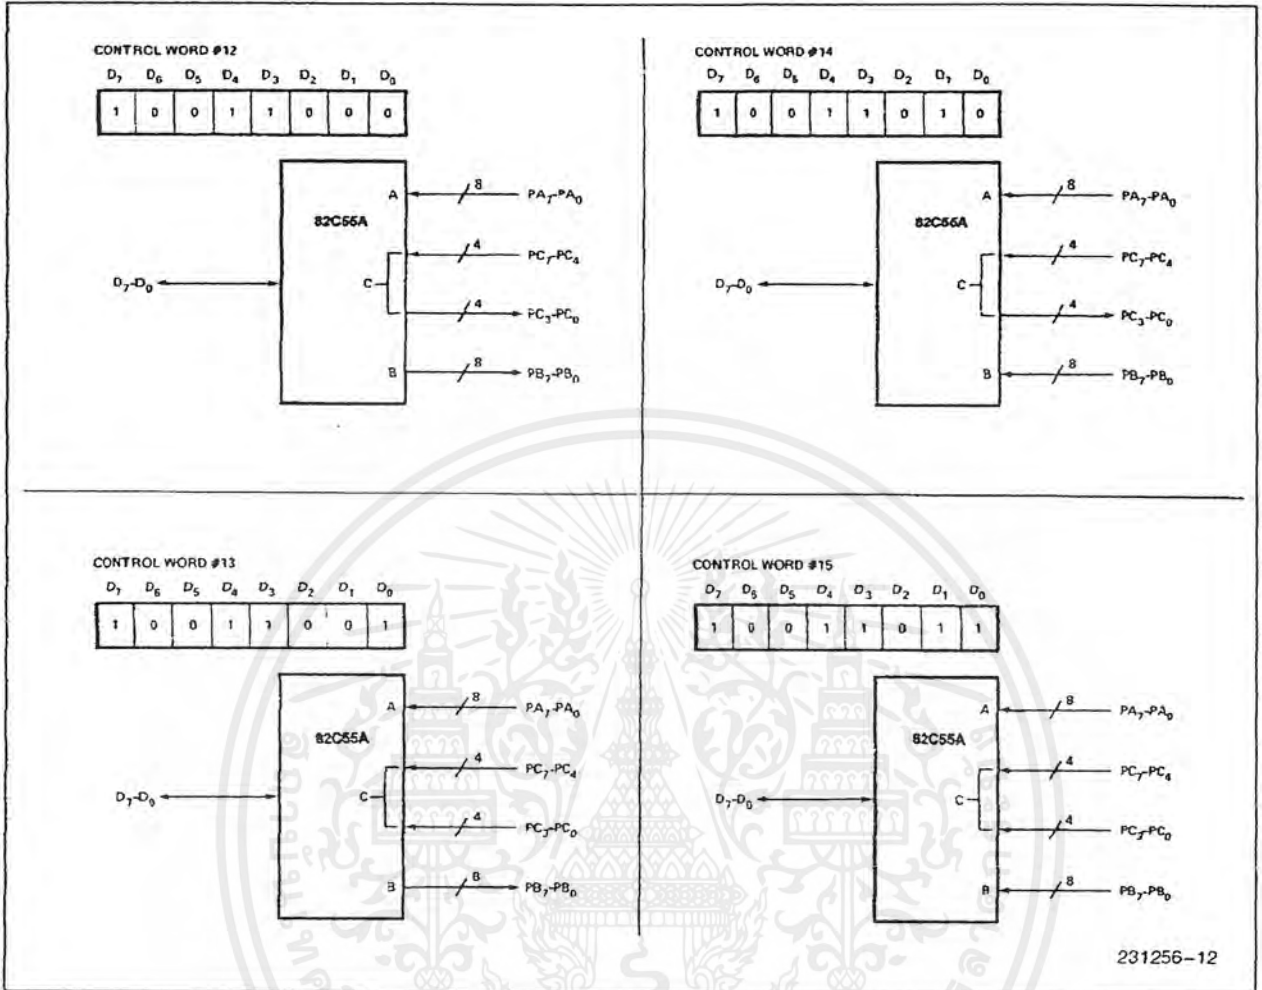 CONTROL WORD #12
D₇ D₆ D₅ D₄ D₃ D₂ D₁ D₀
1 0 0 1 1 0 0 0
82C55A
A
8
PA₇-PA₀
4
PC₇-PC₄
D₇-D₀
C
4
PC₃-PC₀
B
8
PB₇-PB₀
CONTROL WORD #14
D₇ D₆ D₅ D₄ D₃ D₂ D₁ D₀
1 0 0 1 1 0 1 0
82C55A
A
8
PA₇-PA₀
4
PC₇-PC₄
D₇-D₀
C
4
PC₃-PC₀
B
8
PB₇-PB₀
CONTROL WORD #13
D₇ D₆ D₅ D₄ D₃ D₂ D₁ D₀
1 0 0 1 1 0 0 1
82C55A
A
8
PA₇-PA₀
4
PC₇-PC₄
D₇-D₀
C
4
PC₃-PC₀
B
8
PB₇-PB₀
CONTROL WORD #15
D₇ D₆ D₅ D₄ D₃ D₂ D₁ D₀
1 0 0 1 1 0 1 1
82C55A
A
8
PA₇-PA₀
4
PC₇-PC₄
D₇-D₀
C
4
PC₃-PC₀
B
8
PB₇-PB₀
231256-12